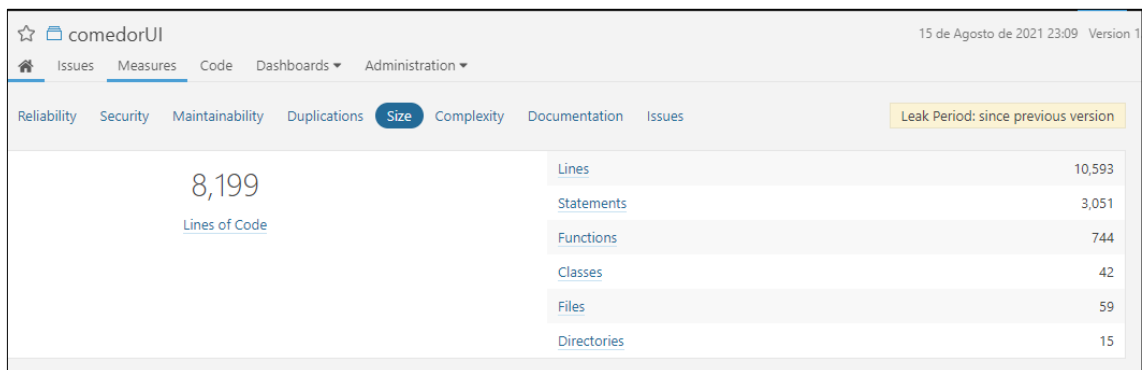 comedorUI
15 de Agosto de 2021 23:09 Version 1
Issues Measures Code Dashboards Administration
Reliability Security Maintainability Duplications Size Complexity Documentation Issues
Leak Period: since previous version
8,199
Lines of Code
Lines 10,593
Statements 3,051
Functions 744
Classes 42
Files 59
Directories 15